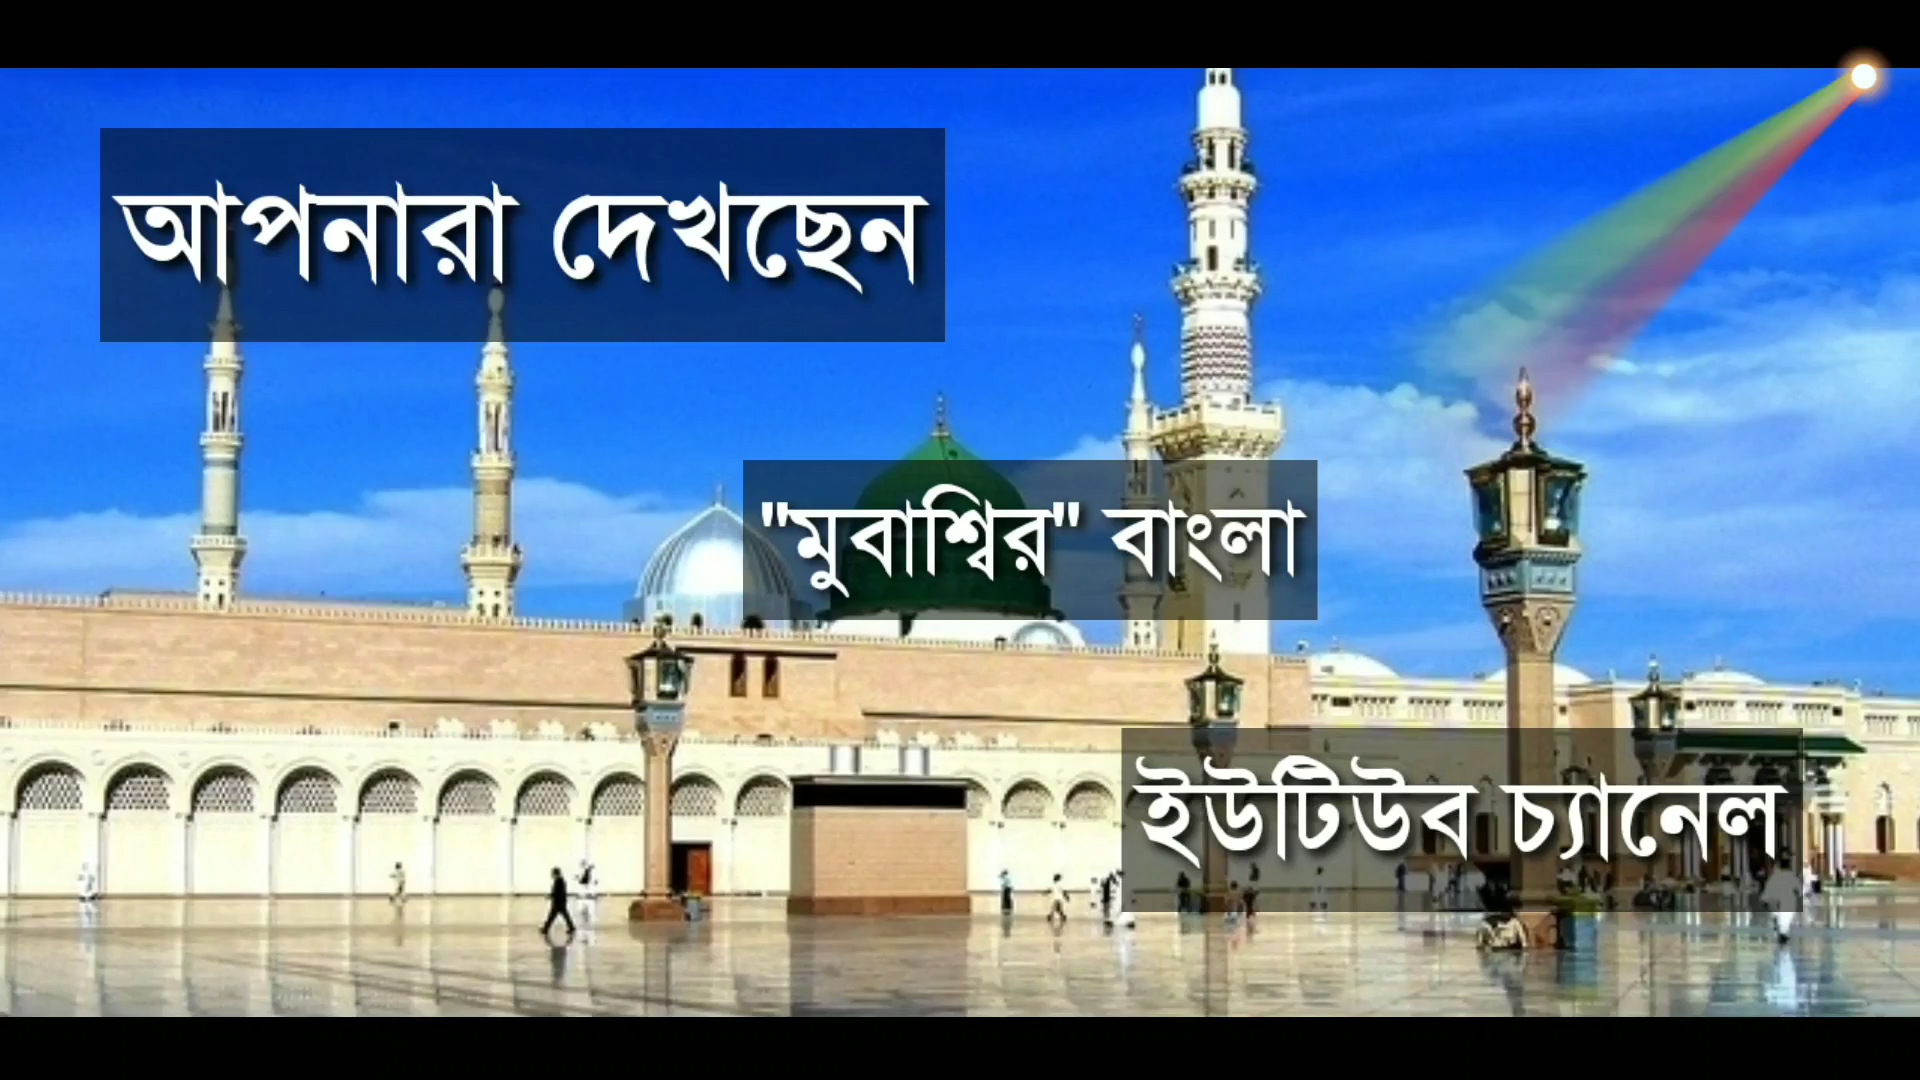 আপনারা দেখছেন
"মুবাশ্বির" বাংলা
ইউটিউব চ্যানেল